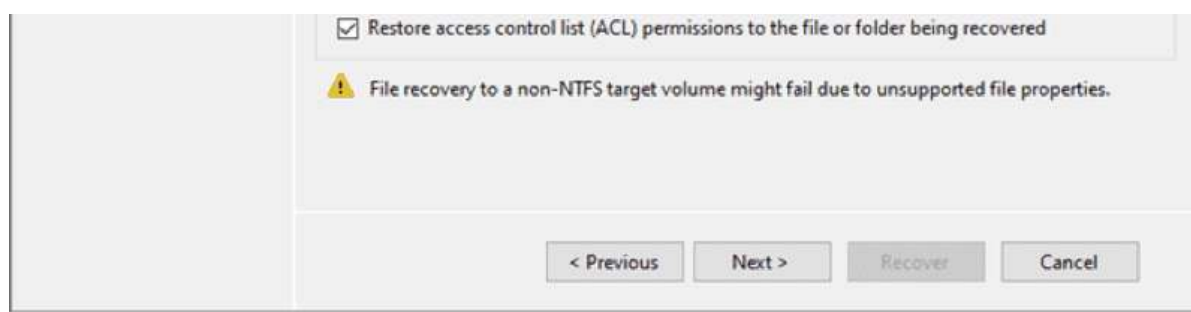 Restore access control list (ACL) permissions to the file or folder being recovered
File recovery to a non-NTFS target volume might fail due to unsupported file properties.
< Previous Next > Recover Cancel